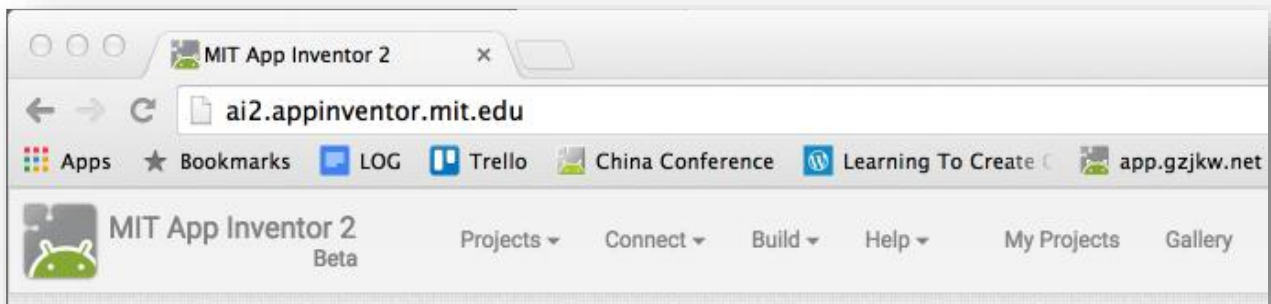 MIT App Inventor 2 ×
ai2.appinventor.mit.edu
Apps Bookmarks LOG Trello China Conference Learning To Create app.gzjkw.net
MIT App Inventor 2 Projects Connect Build Help My Projects Gallery
Beta